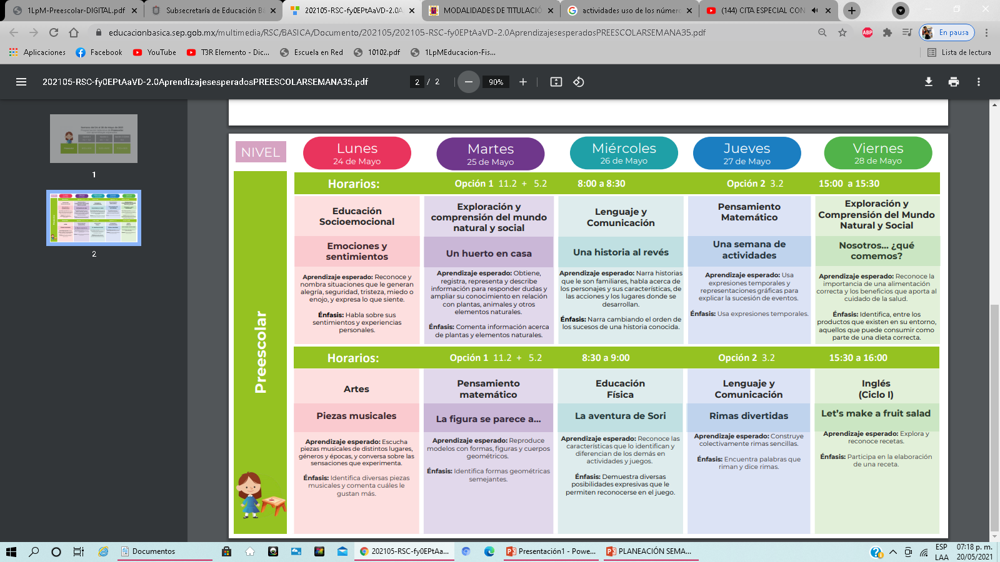 1LpM-Preescolar-DIGITAL.pdf
Subsecretaría de Educación Bá
202105-RSC-fy0EPtAaVD-2.0A
MODALIDADES DE TITULACIÓ
actividades uso de los número
(144) CITA ESPECIAL CON
educacionbasica.sep.gob.mx/multimedia/RSC/BASICA/Documento/202105/202105-RSC-fy0EPtAaVD-2.0AprendizajesesperadosPREESCOLARSEMANA35.pdf
ABP
En pausa
Aplicaciones
Facebook
YouTube
T3R Elemento - Dic...
Escuela en Red
10102.pdf
1LpMEducacion-Fis...
Lista de lectura
202105-RSC-fy0EPtAaVD-2.0AprendizajesesperadosPREESCOLARSEMANA35.pdf
2 / 2
90%
1
2
NIVEL
Lunes
24 de Mayo
Martes
25 de Mayo
Miércoles
26 de Mayo
Jueves
27 de Mayo
Viernes
28 de Mayo
Preescolar
Horarios: Opción 1 11.2 + 5.2 8:00 a 8:30 Opción 2 3.2 15:00 a 15:30
Educación
Socioemocional
Emociones y
sentimientos
Aprendizaje esperado: Reconoce y
nombra situaciones que le generan
alegría, seguridad, tristeza, miedo o
enojo, y expresa lo que siente.
Énfasis: Habla sobre sus
sentimientos y experiencias
personales.
Exploración y
comprensión del mundo
natural y social
Un huerto en casa
Aprendizaje esperado: Obtiene,
registra, representa y describe
información para responder dudas y
ampliar su conocimiento en relación
con plantas, animales y otros
elementos naturales.
Énfasis: Comenta información acerca
de plantas y elementos naturales.
Lenguaje y
Comunicación
Una historia al revés
Aprendizaje esperado: Narra historias
que le son familiares, habla acerca de
los personajes y sus características, de
las acciones y los lugares donde se
desarrollan.
Énfasis: Narra cambiando el orden de
los sucesos de una historia conocida.
Pensamiento
Matemático
Una semana de
actividades
Aprendizaje esperado: Usa
expresiones temporales y
representaciones gráficas para
explicar la sucesión de eventos.
Énfasis: Usa expresiones temporales.
Exploración y
Comprensión del Mundo
Natural y Social
Nosotros... ¿qué
comemos?
Aprendizaje esperado: Reconoce la
importancia de una alimentación
correcta y los beneficios que aporta al
cuidado de la salud.
Énfasis: Identifica, entre los
productos que existen en su entorno,
aquellos que puede consumir como
parte de una dieta correcta.
Horarios: Opción 1 11.2 + 5.2 8:30 a 9:00 Opción 2 3.2 15:30 a 16:00
Artes
Piezas musicales
Aprendizaje esperado: Escucha
piezas musicales de distintos lugares,
géneros y épocas, y conversa sobre las
sensaciones que experimenta.
Énfasis: Identifica diversas piezas
musicales y comenta cuáles le
gustan más.
Pensamiento
matemático
La figura se parece a...
Aprendizaje esperado: Reproduce
modelos con formas, figuras y cuerpos
geométricos.
Énfasis: Identifica formas geométricas
semejantes.
Educación
Física
La aventura de Sori
Aprendizaje esperado: Reconoce las
características que lo identifican y
diferencian de los demás en
actividades y juegos.
Énfasis: Demuestra diversas
posibilidades expresivas que le
permiten reconocerse en el juego.
Lenguaje y
Comunicación
Rimas divertidas
Aprendizaje esperado: Construye
colectivamente rimas sencillas.
Énfasis: Encuentra palabras que
riman y dice rimas.
Inglés
(Ciclo I)
Let's make a fruit salad
Aprendizaje esperado: Explora y
reconoce recetas.
Énfasis: Participa en la elaboración
de una receta.
Documentos
202105-RSC-fy0EPtAa...
Presentación1 - Powe...
PLANEACIÓN SEMA...
ESP
LAA
07:18 p. m.
20/05/2021